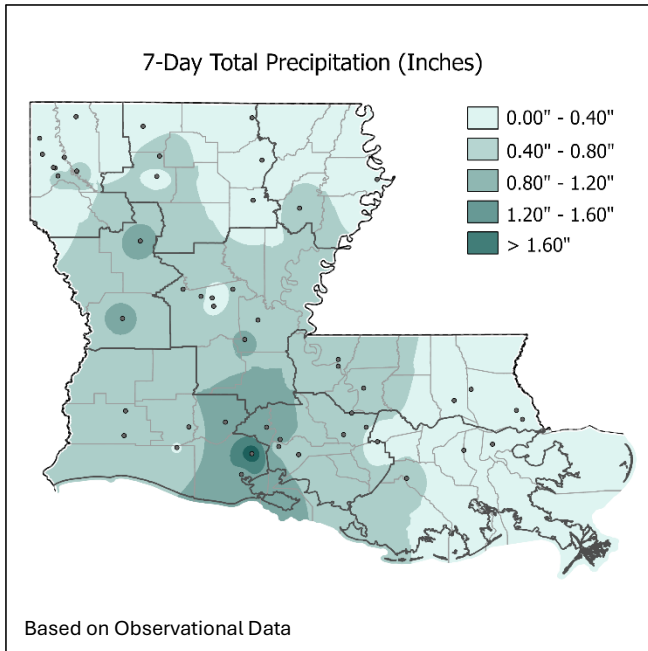 7-Day Total Precipitation (Inches)
0.00" - 0.40"
0.40" - 0.80"
0.80" - 1.20"
1.20" - 1.60"
> 1.60"
Based on Observational Data